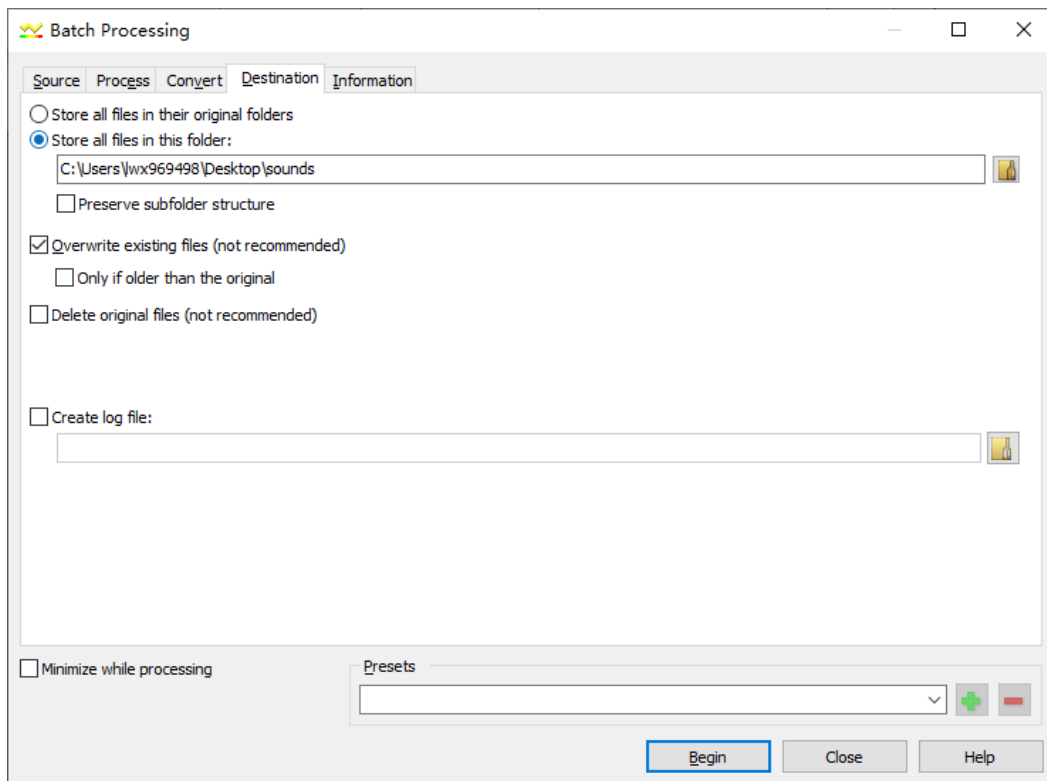 Batch Processing
Source Process Convert Destination Information
Store all files in their original folders
Store all files in this folder:
C:\Users\lwx969498\Desktop\sounds
Preserve subfolder structure
Overwrite existing files (not recommended)
Only if older than the original
Delete original files (not recommended)
Create log file:
Minimize while processing
Presets
Begin Close Help